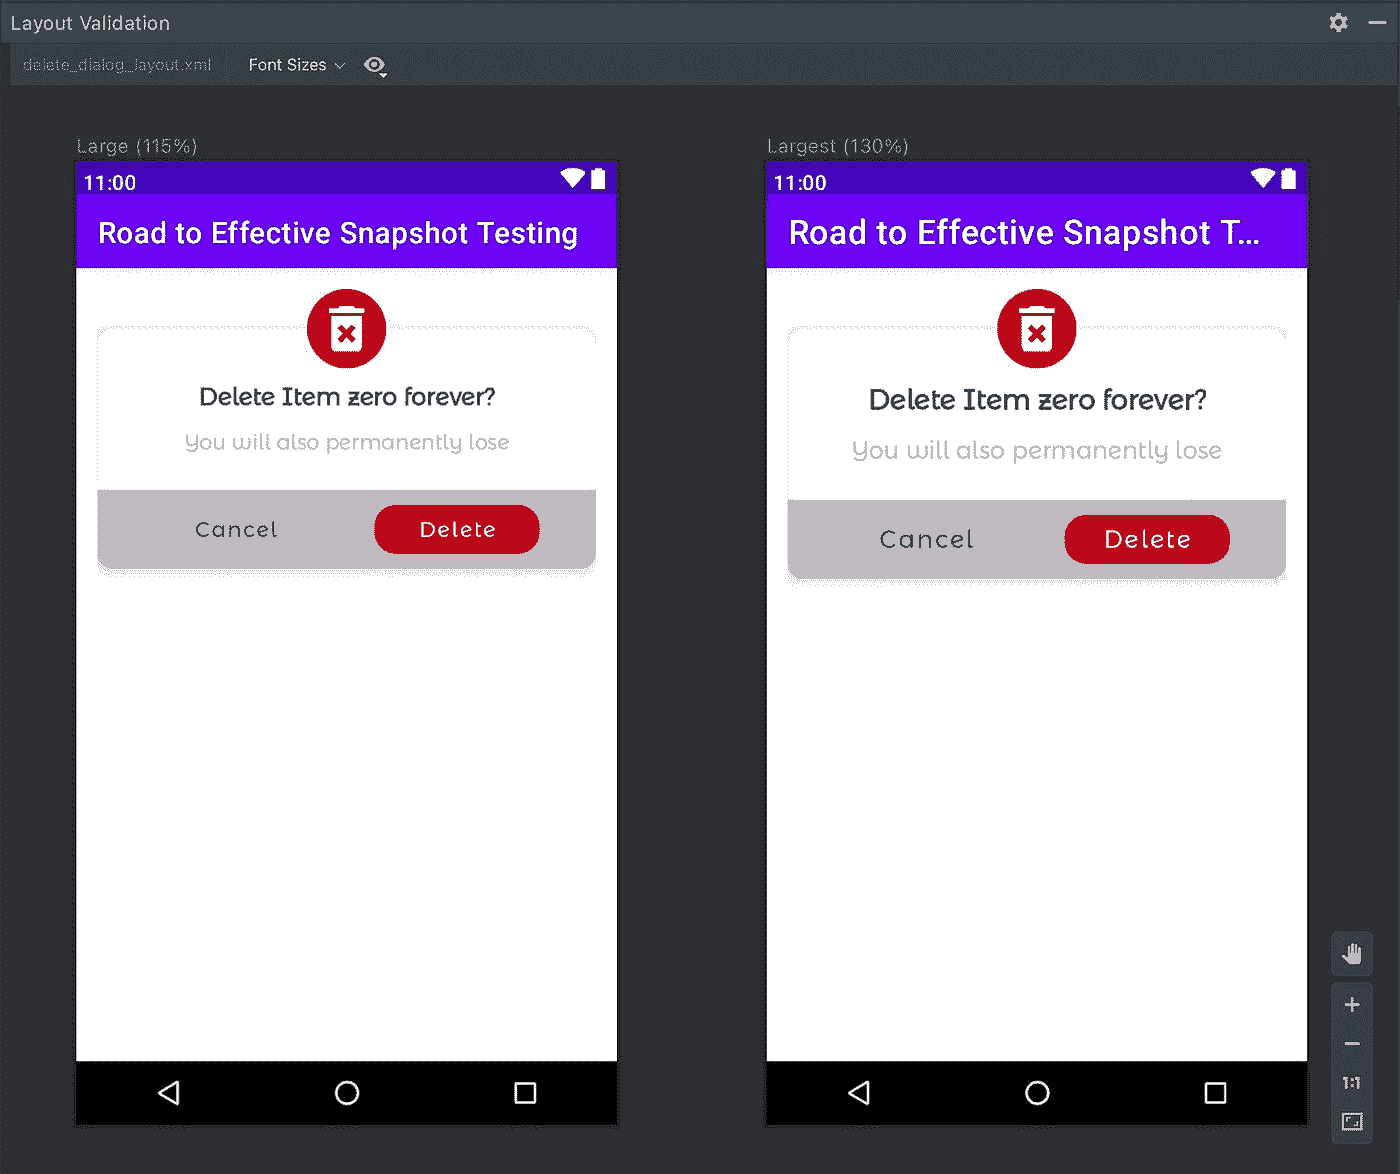 Layout Validation
delete_dialog_layout.xml
Font Sizes
Large (115%)
11:00
Road to Effective Snapshot Testing
Delete Item zero forever?
You will also permanently lose
Cancel
Delete
Largest (130%)
11:00
Road to Effective Snapshot T...
Delete Item zero forever?
You will also permanently lose
Cancel
Delete
1:1